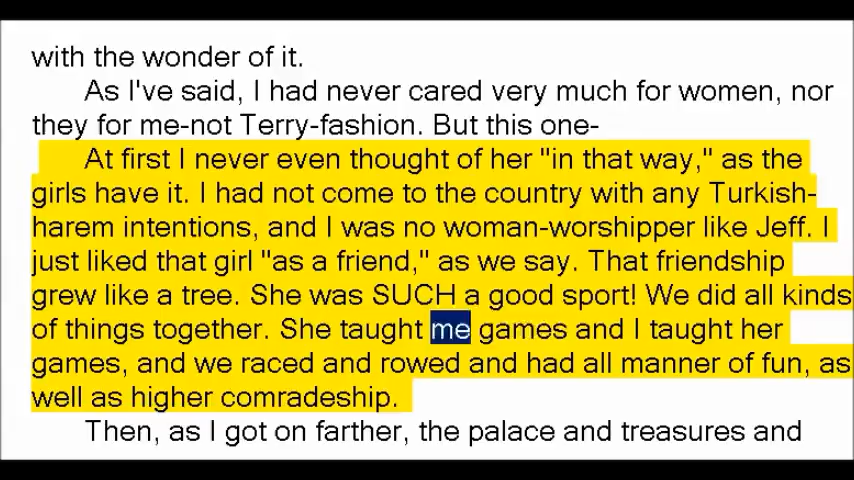 with the wonder of it.
As I've said, I had never cared very much for women, nor
they for me-not Terry-fashion. But this one-
At first I never even thought of her "in that way," as the
girls have it. I had not come to the country with any Turkish-
harem intentions, and I was no woman-worshipper like Jeff. I
just liked that girl "as a friend," as we say. That friendship
grew like a tree. She was SUCH a good sport! We did all kinds
of things together. She taught me games and I taught her
games, and we raced and rowed and had all manner of fun, as
well as higher comradeship.
Then, as I got on farther, the palace and treasures and